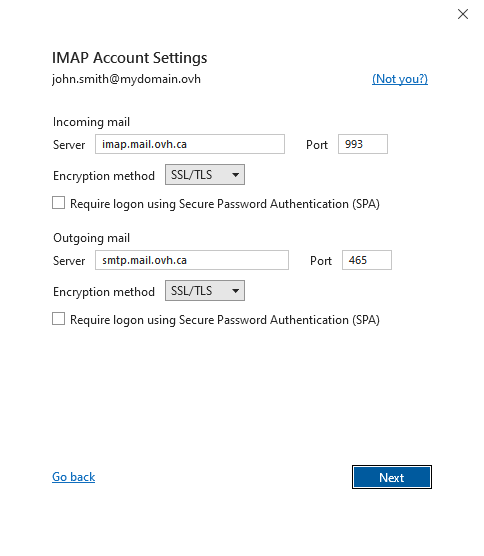 IMAP Account Settings
john.smith@mydomain.ovh (Not you?)
Incoming mail
Server imap.mail.ovh.ca Port 993
Encryption method SSL/TLS
Require logon using Secure Password Authentication (SPA)
Outgoing mail
Server smtp.mail.ovh.ca Port 465
Encryption method SSL/TLS
Require logon using Secure Password Authentication (SPA)
Go back Next